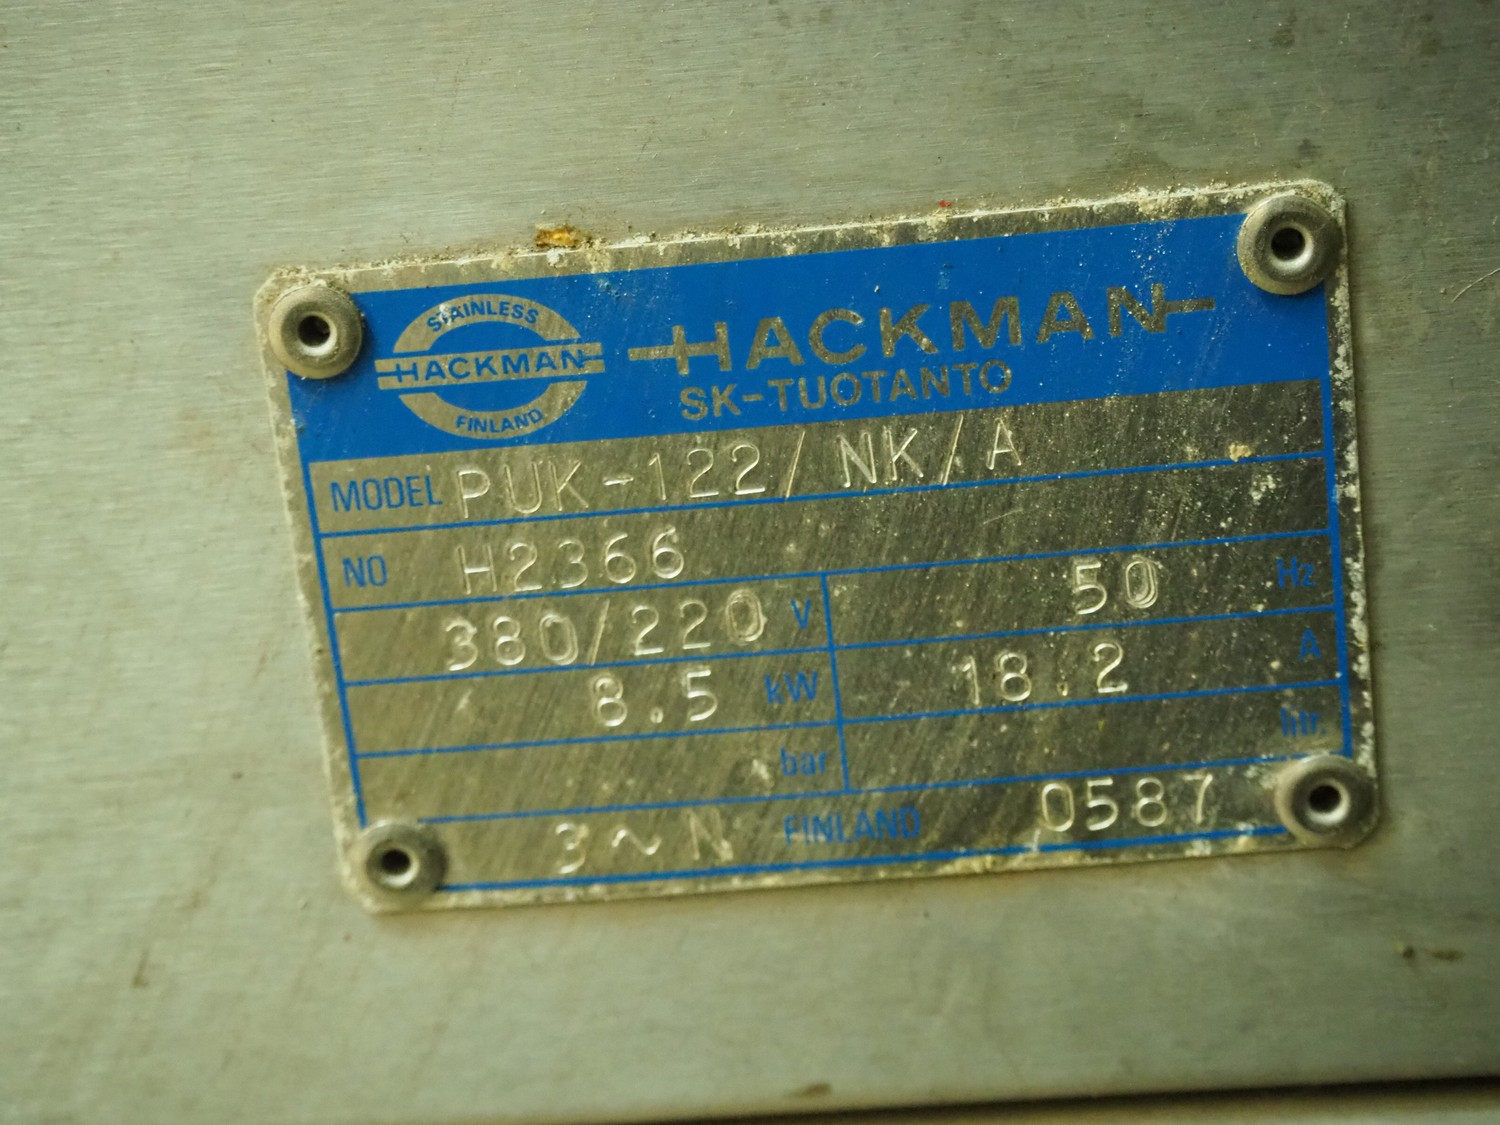 STAINLESS
HACKMAN
FINLAND
HACKMAN
SK-TUOTANTO
MODEL PUK-122/NK/A
NO H2366
380/220 V 50 Hz
8.5 kW 18.2 A
bar litr.
3~N FINLAND 0587